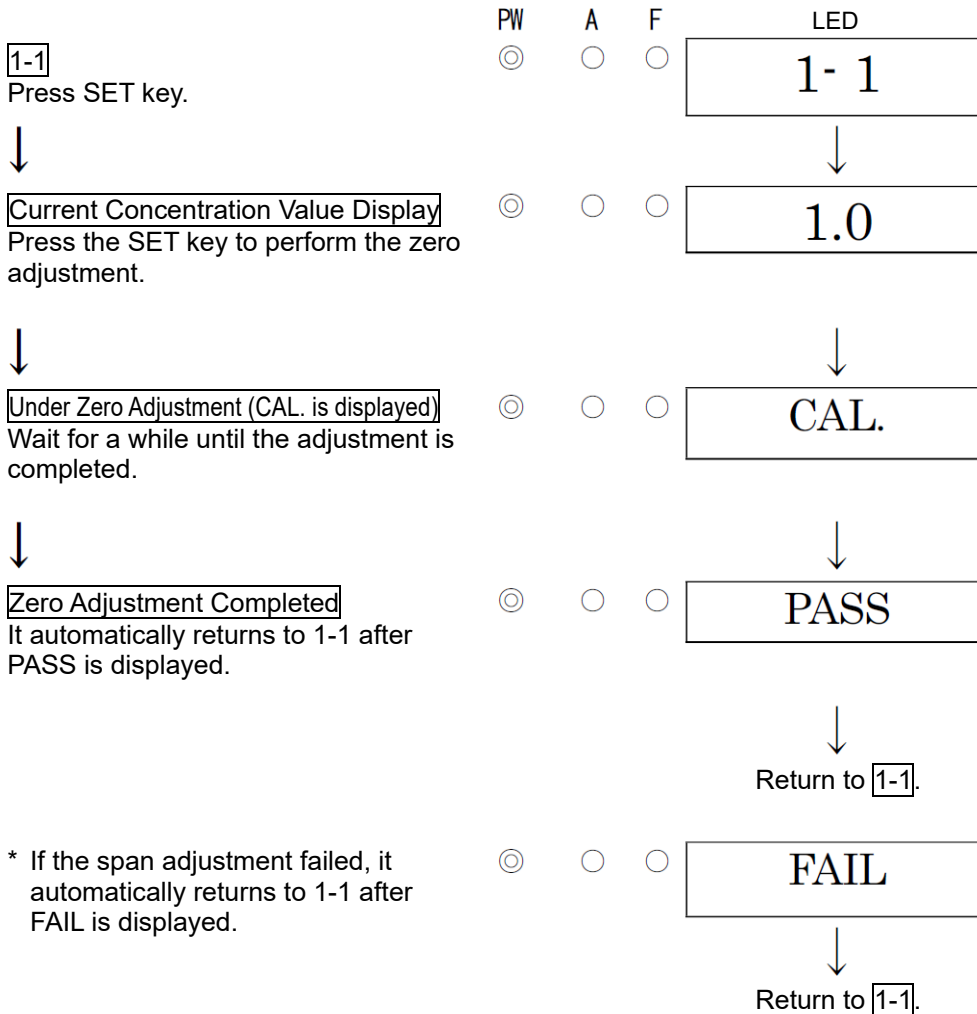 PW A F LED
1-1
Press SET key.
1- 1
Current Concentration Value Display
Press the SET key to perform the zero
adjustment.
1.0
Under Zero Adjustment (CAL. is displayed)
Wait for a while until the adjustment is
completed.
CAL.
Zero Adjustment Completed
It automatically returns to 1-1 after
PASS is displayed.
PASS
Return to 1-1.
* If the span adjustment failed, it
automatically returns to 1-1 after
FAIL is displayed.
FAIL
Return to 1-1.